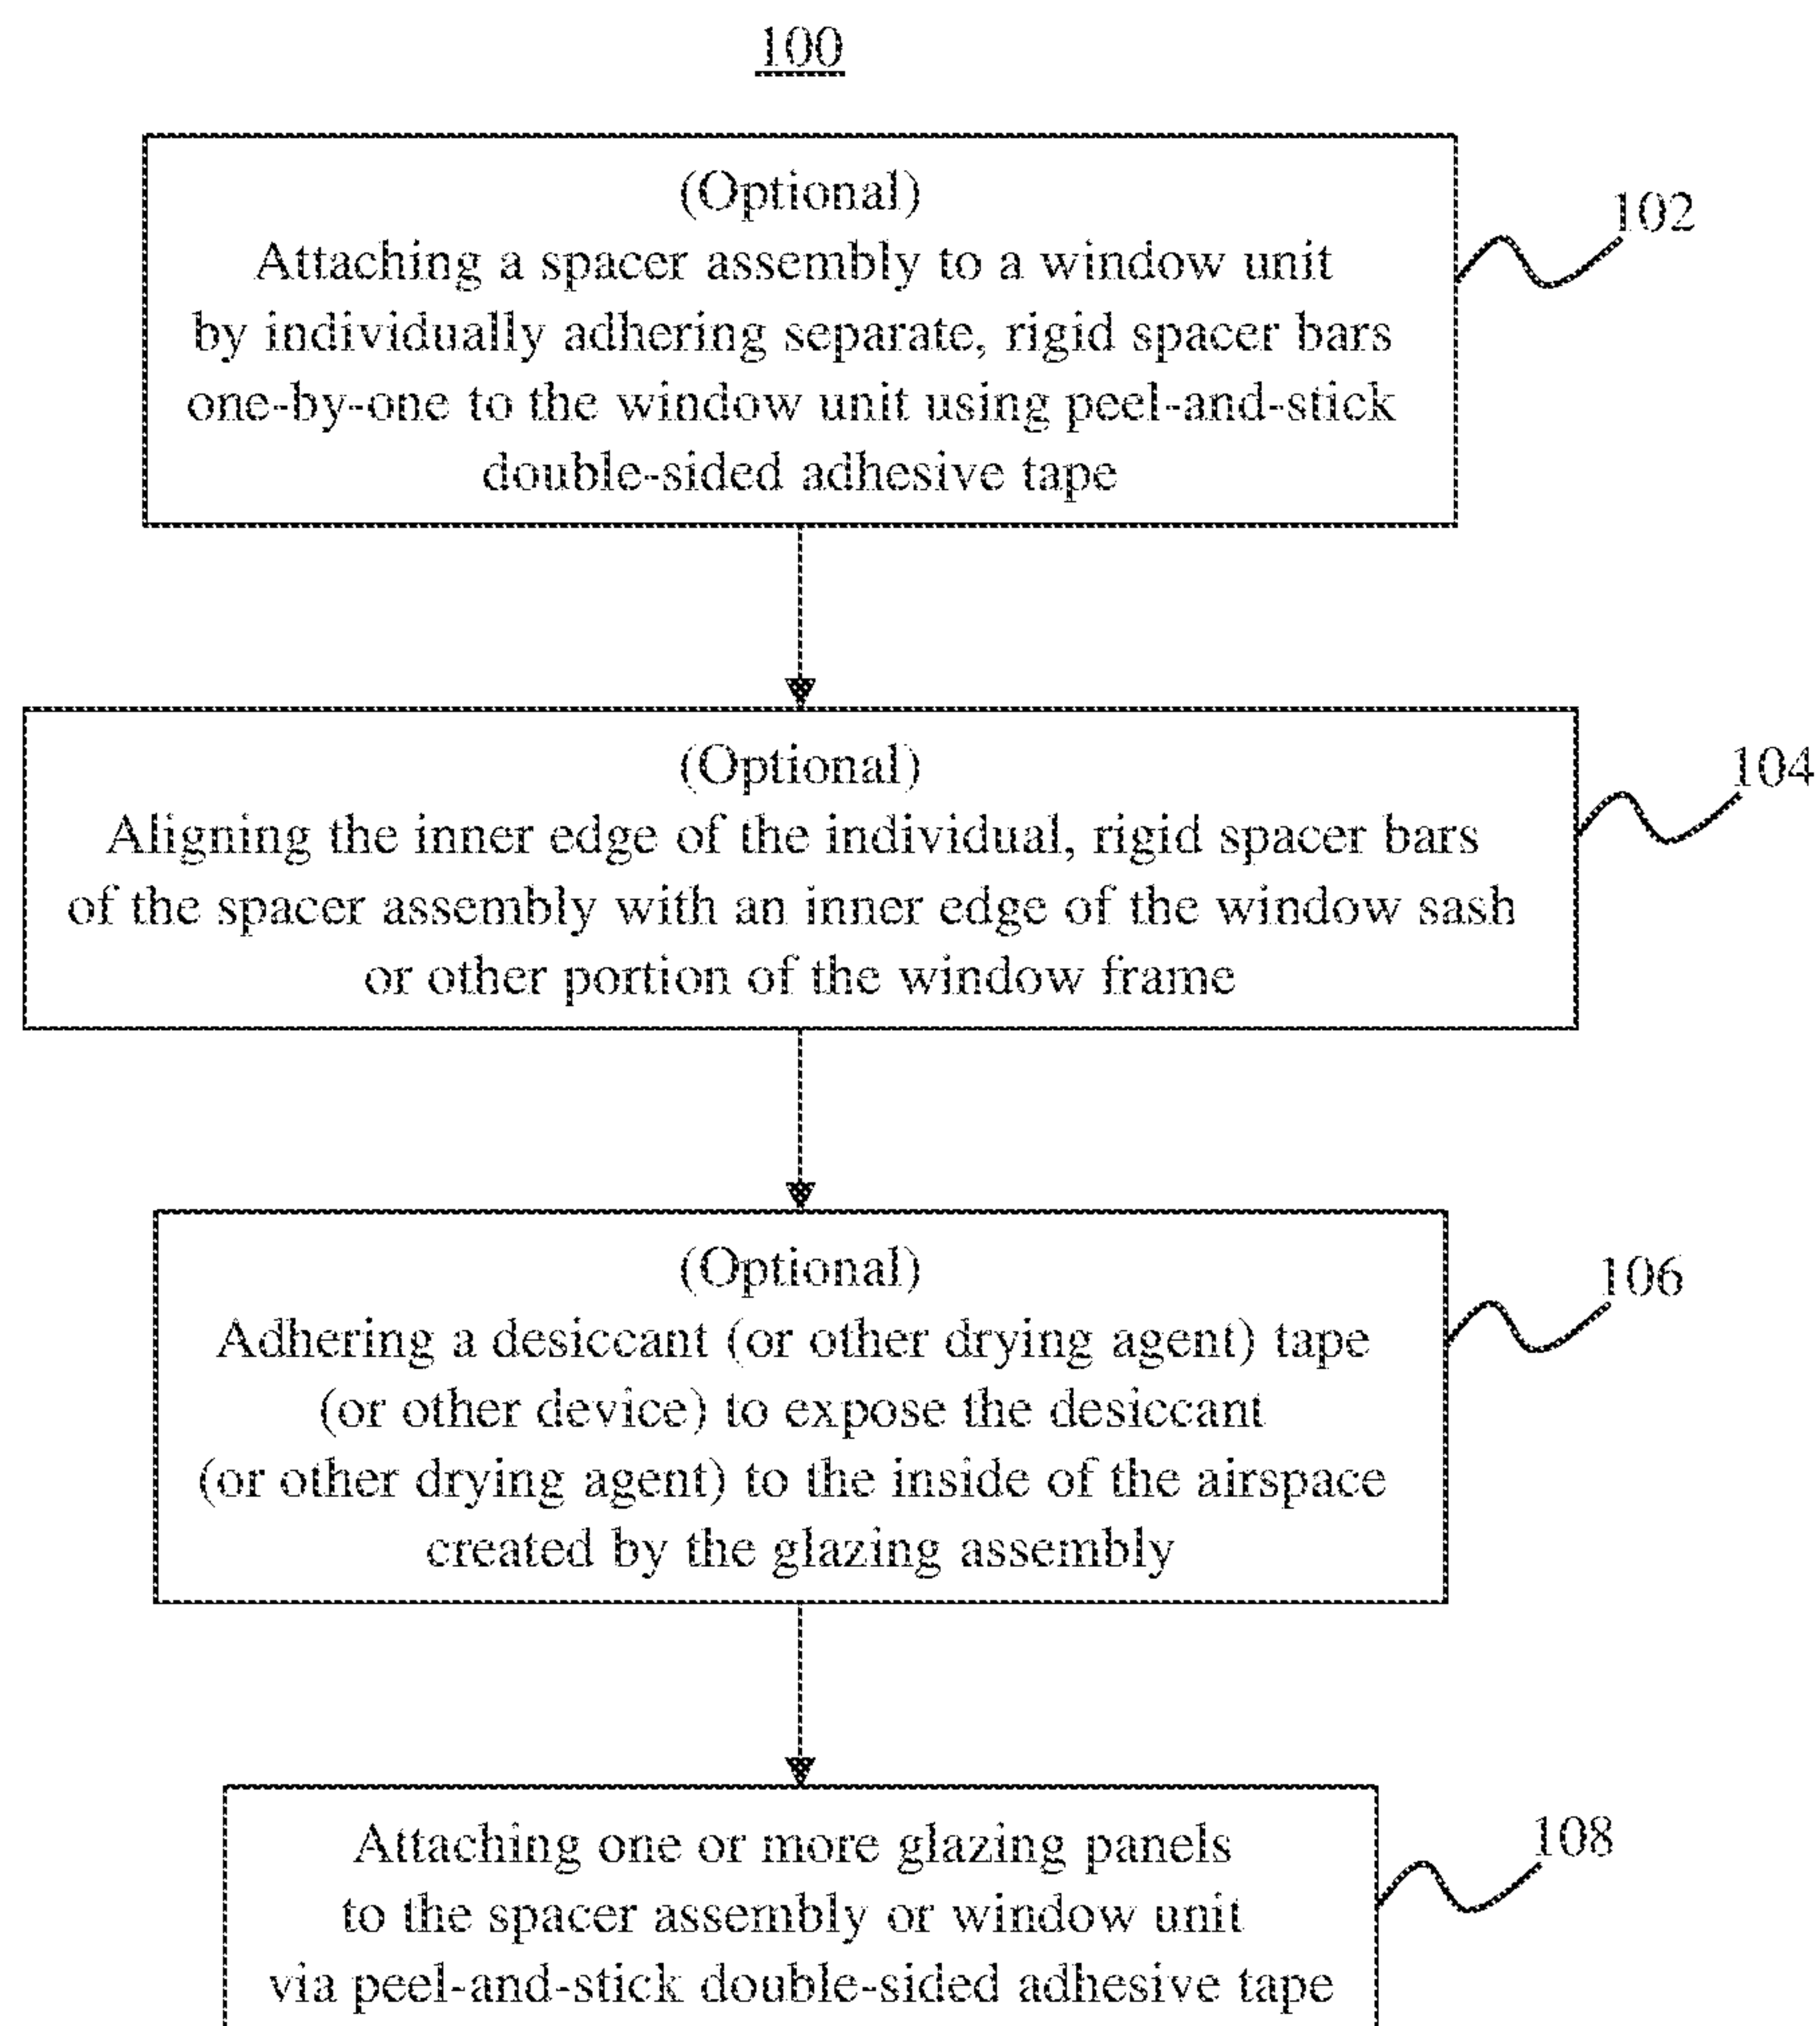 100
(Optional)
Attaching a spacer assembly to a window unit
by individually adhering separate, rigid spacer bars
one-by-one to the window unit using peel-and-stick
double-sided adhesive tape
102
(Optional)
Aligning the inner edge of the individual, rigid spacer bars
of the spacer assembly with an inner edge of the window sash
or other portion of the window frame
104
(Optional)
Adhering a desiccant (or other drying agent) tape
(or other device) to expose the desiccant
(or other drying agent) to the inside of the airspace
created by the glazing assembly
106
Attaching one or more glazing panels
to the spacer assembly or window unit
via peel-and-stick double-sided adhesive tape
108